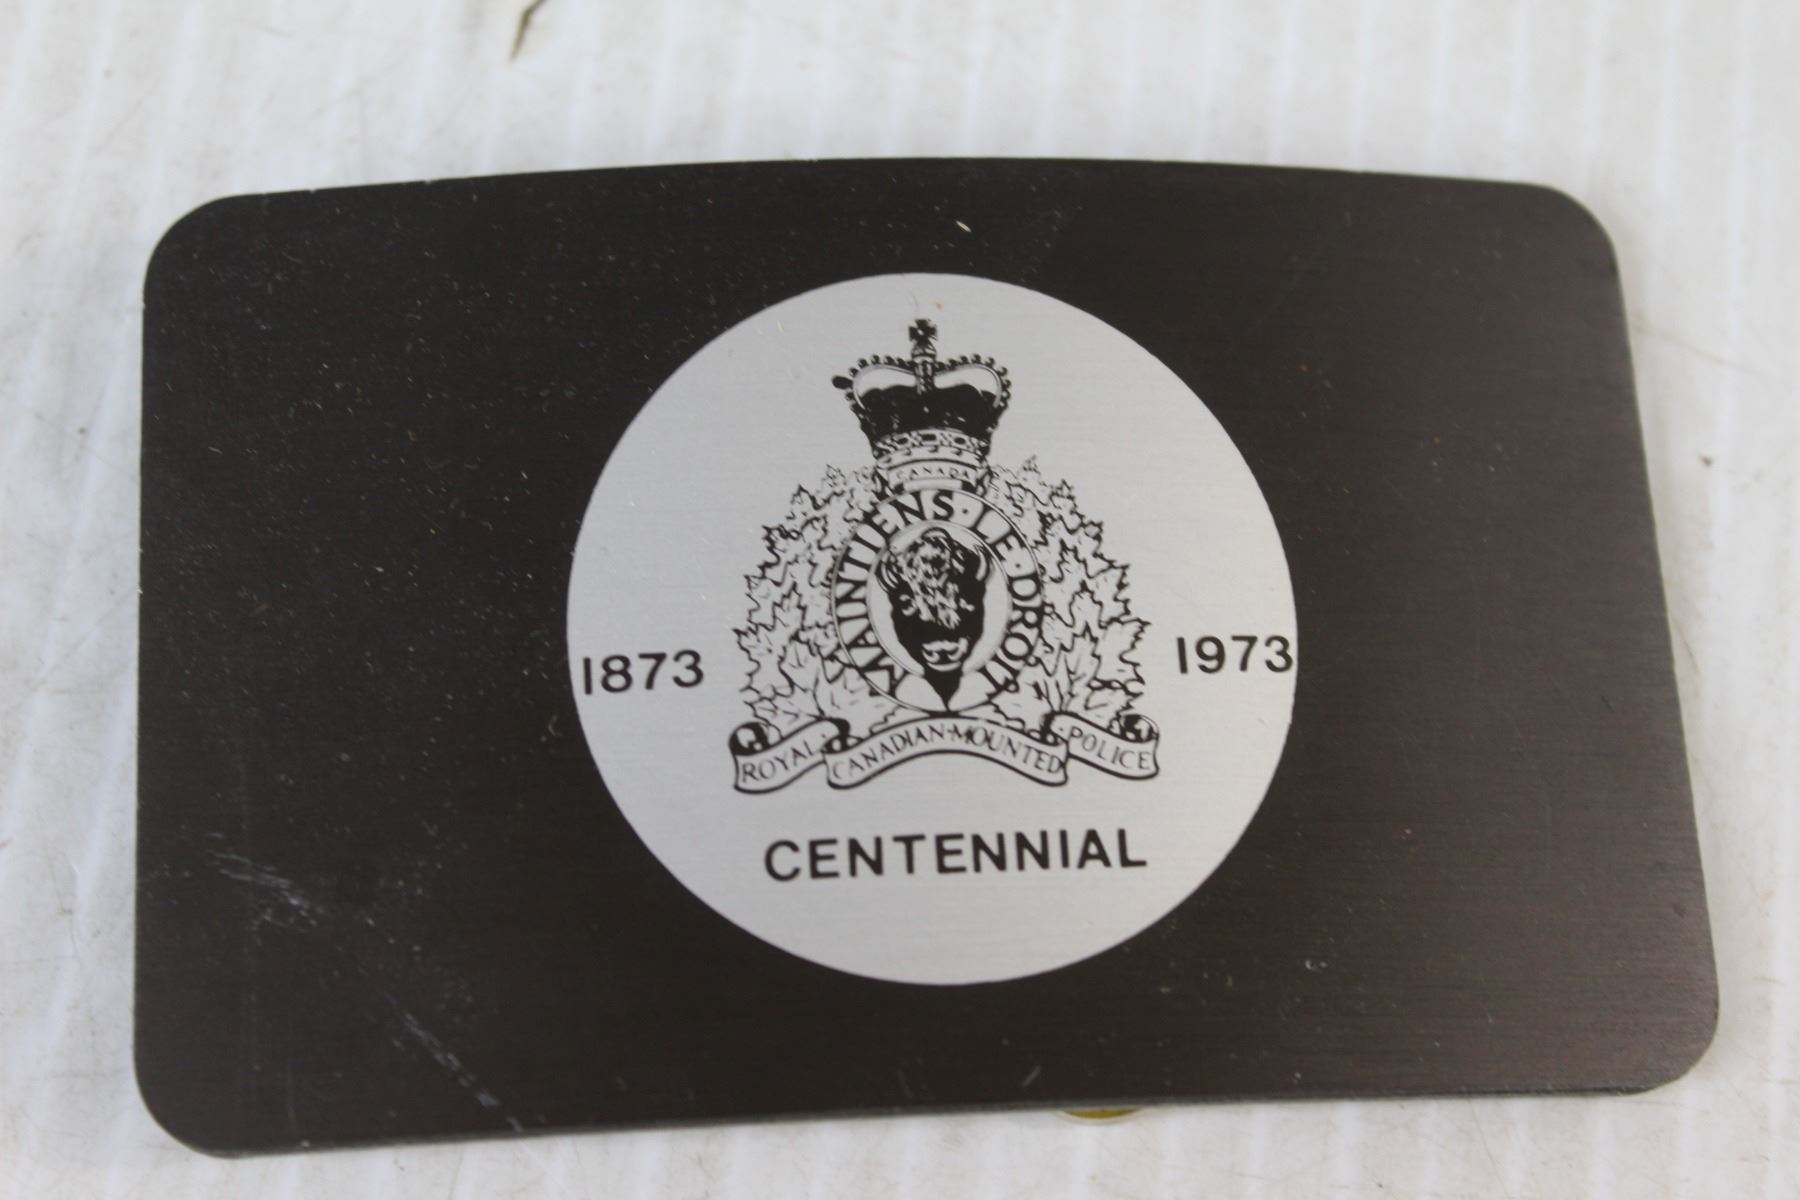 CANADA
MAINTIENS·LE·DROIT
1873
1973
ROYAL·CANADIAN·MOUNTED·POLICE
CENTENNIAL